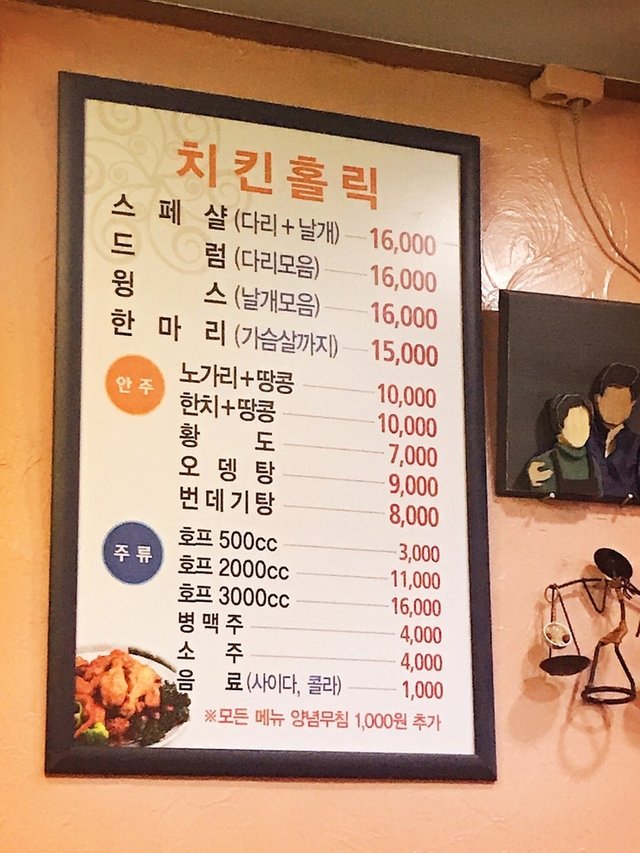 치킨홀릭
스페샬 (다리+날개) 16,000
드럼 (다리모음) 16,000
윙스 (날개모음) 16,000
한마리 (가슴살까지) 15,000
안주
노가리+땅콩 10,000
한치+땅콩 10,000
황도 7,000
오뎅탕 9,000
번데기탕 8,000
주류
호프 500cc 3,000
호프 2000cc 11,000
호프 3000cc 16,000
병맥주 4,000
소주 4,000
음료 (사이다, 콜라) 1,000
※모든 메뉴 양념무침 1,000원 추가